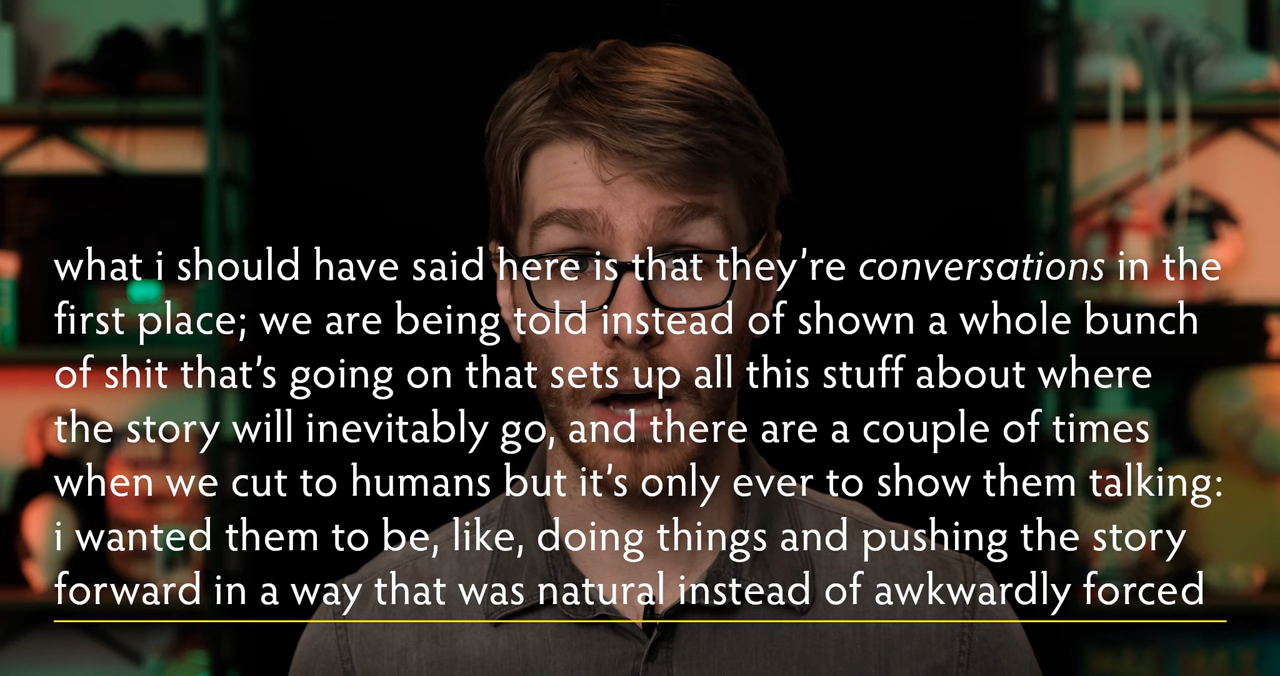 what i should have said here is that they’re conversations in the
first place; we are being told instead of shown a whole bunch
of shit that’s going on that sets up all this stuff about where
the story will inevitably go, and there are a couple of times
when we cut to humans but it’s only ever to show them talking:
i wanted them to be, like, doing things and pushing the story
forward in a way that was natural instead of awkwardly forced